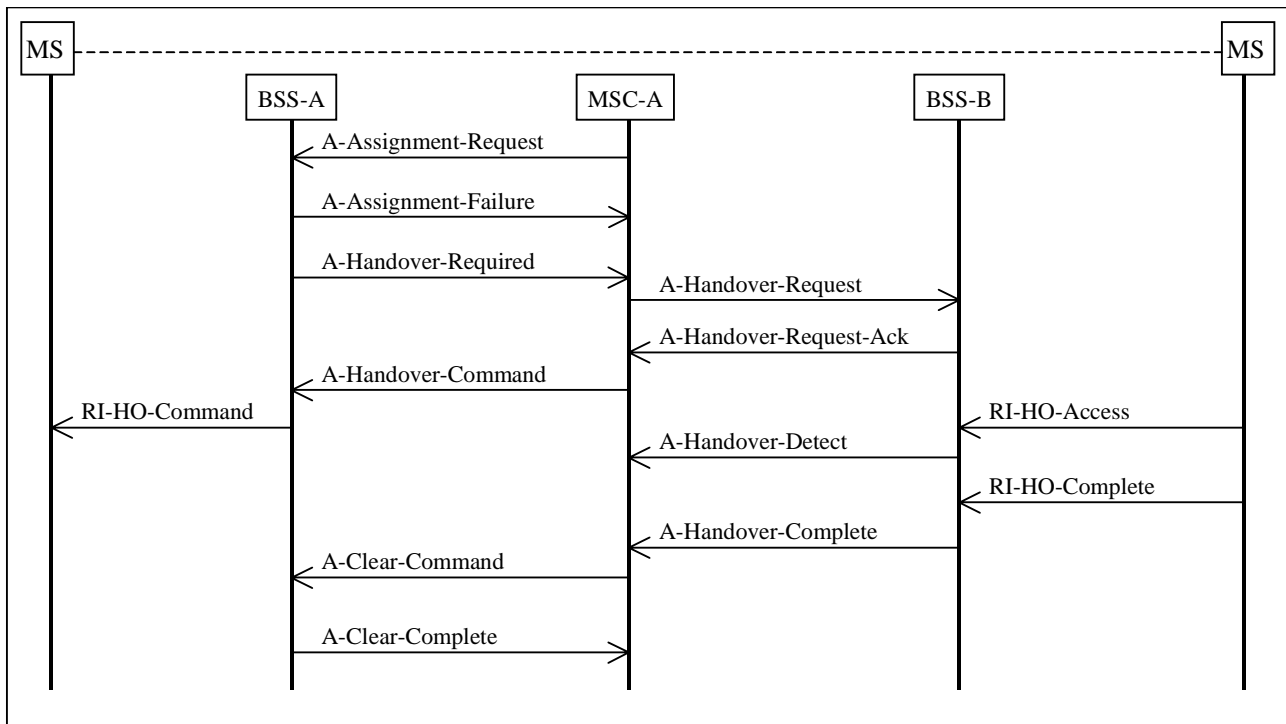 MS
MS
BSS-A
MSC-A
BSS-B
A-Assignment-Request
A-Assignment-Failure
A-Handover-Required
A-Handover-Request
A-Handover-Request-Ack
A-Handover-Command
RI-HO-Command
RI-HO-Access
A-Handover-Detect
RI-HO-Complete
A-Handover-Complete
A-Clear-Command
A-Clear-Complete